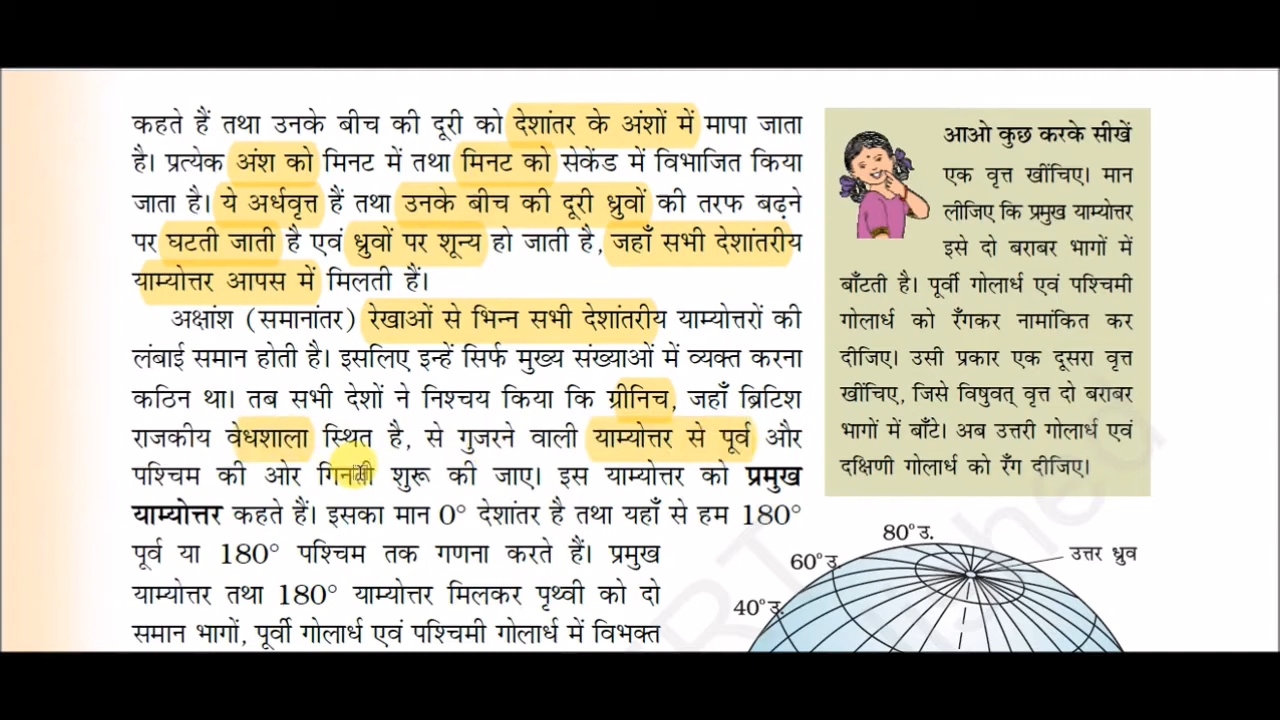 कहते हैं तथा उनके बीच की दूरी को देशांतर के अंशों में मापा जाता
है। प्रत्येक अंश को मिनट में तथा मिनट को सेकेंड में विभाजित किया
जाता है। ये अर्धवृत्त हैं तथा उनके बीच की दूरी ध्रुवों की तरफ बढ़ने
पर घटती जाती है एवं ध्रुवों पर शून्य हो जाती है, जहाँ सभी देशांतरीय
याम्योत्तर आपस में मिलती हैं।
अक्षांश (समानांतर) रेखाओं से भिन्न सभी देशांतरीय याम्योत्तरों की
लंबाई समान होती है। इसलिए इन्हें सिर्फ मुख्य संख्याओं में व्यक्त करना
कठिन था। तब सभी देशों ने निश्चय किया कि ग्रीनिच, जहाँ ब्रिटिश
राजकीय वेधशाला स्थित है, से गुजरने वाली याम्योत्तर से पूर्व और
पश्चिम की ओर गिनती शुरू की जाए। इस याम्योत्तर को प्रमुख
याम्योत्तर कहते हैं। इसका मान 0° देशांतर है तथा यहाँ से हम 180°
पूर्व या 180° पश्चिम तक गणना करते हैं। प्रमुख
याम्योत्तर तथा 180° याम्योत्तर मिलकर पृथ्वी को दो
समान भागों, पूर्वी गोलार्ध एवं पश्चिमी गोलार्ध में विभक्त
आओ कुछ करके सीखें
एक वृत्त खींचिए। मान
लीजिए कि प्रमुख याम्योत्तर
इसे दो बराबर भागों में
बाँटती है। पूर्वी गोलार्ध एवं पश्चिमी
गोलार्ध को रँगकर नामांकित कर
दीजिए। उसी प्रकार एक दूसरा वृत्त
खींचिए, जिसे विषुवत् वृत्त दो बराबर
भागों में बाँटे। अब उत्तरी गोलार्ध एवं
दक्षिणी गोलार्ध को रँग दीजिए।
80° उ.
60° उ.
40° उ.
उत्तर ध्रुव